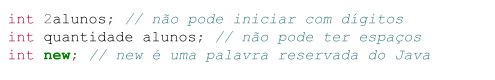 int 2alunos; // não pode iniciar com dígitos
int quantidade alunos; // não pode ter espaços
int new; // new é uma palavra reservada do Java